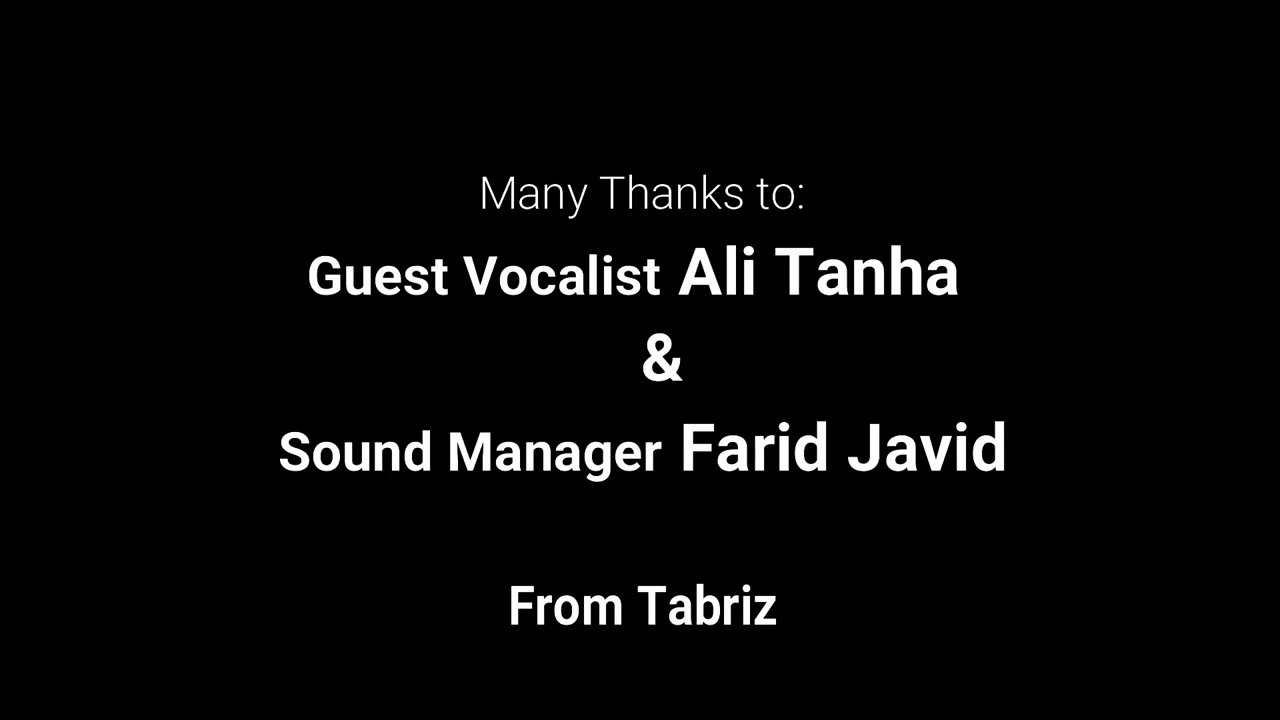 Many Thanks to:
Guest Vocalist Ali Tanha
&
Sound Manager Farid Javid
From Tabriz